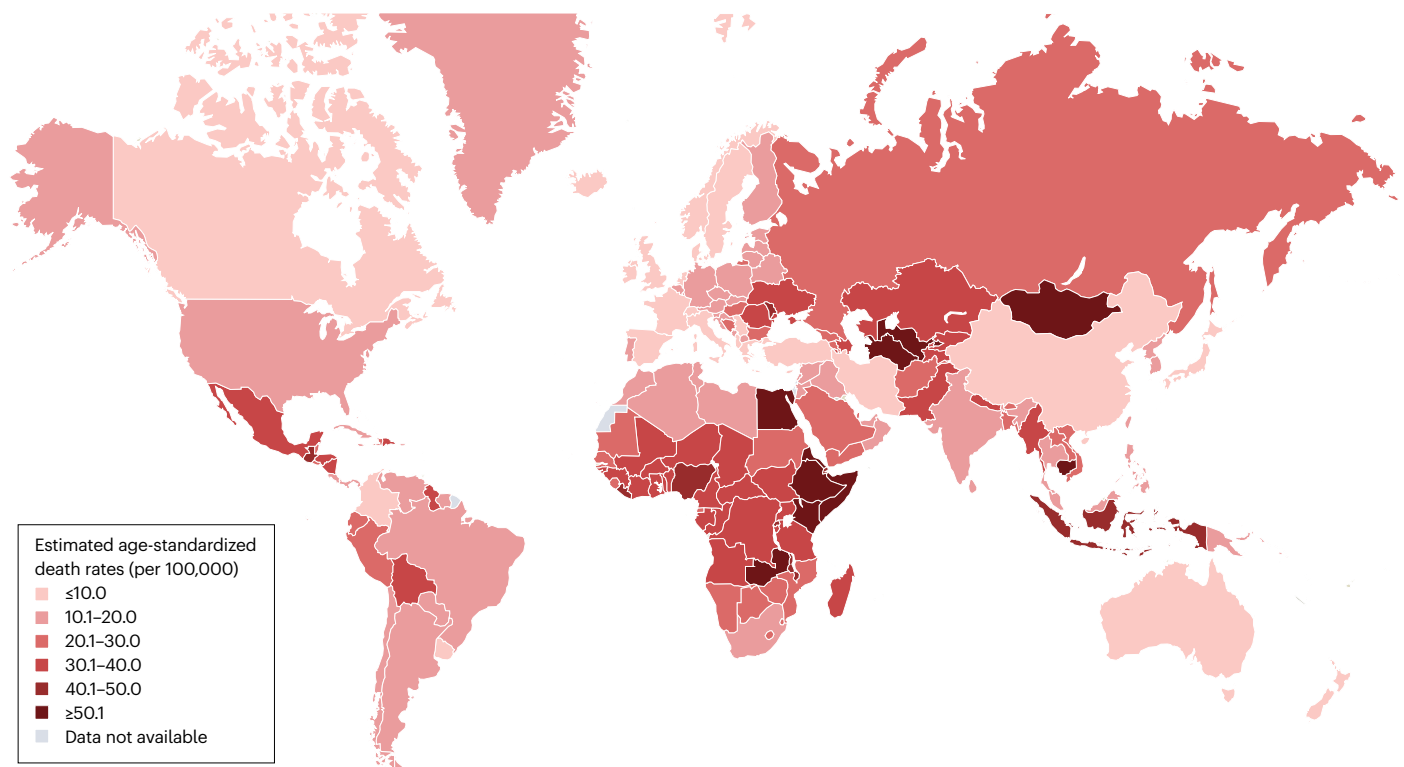 Estimated age-standardized
death rates (per 100,000)
≤10.0
10.1–20.0
20.1–30.0
30.1–40.0
40.1–50.0
≥50.1
Data not available